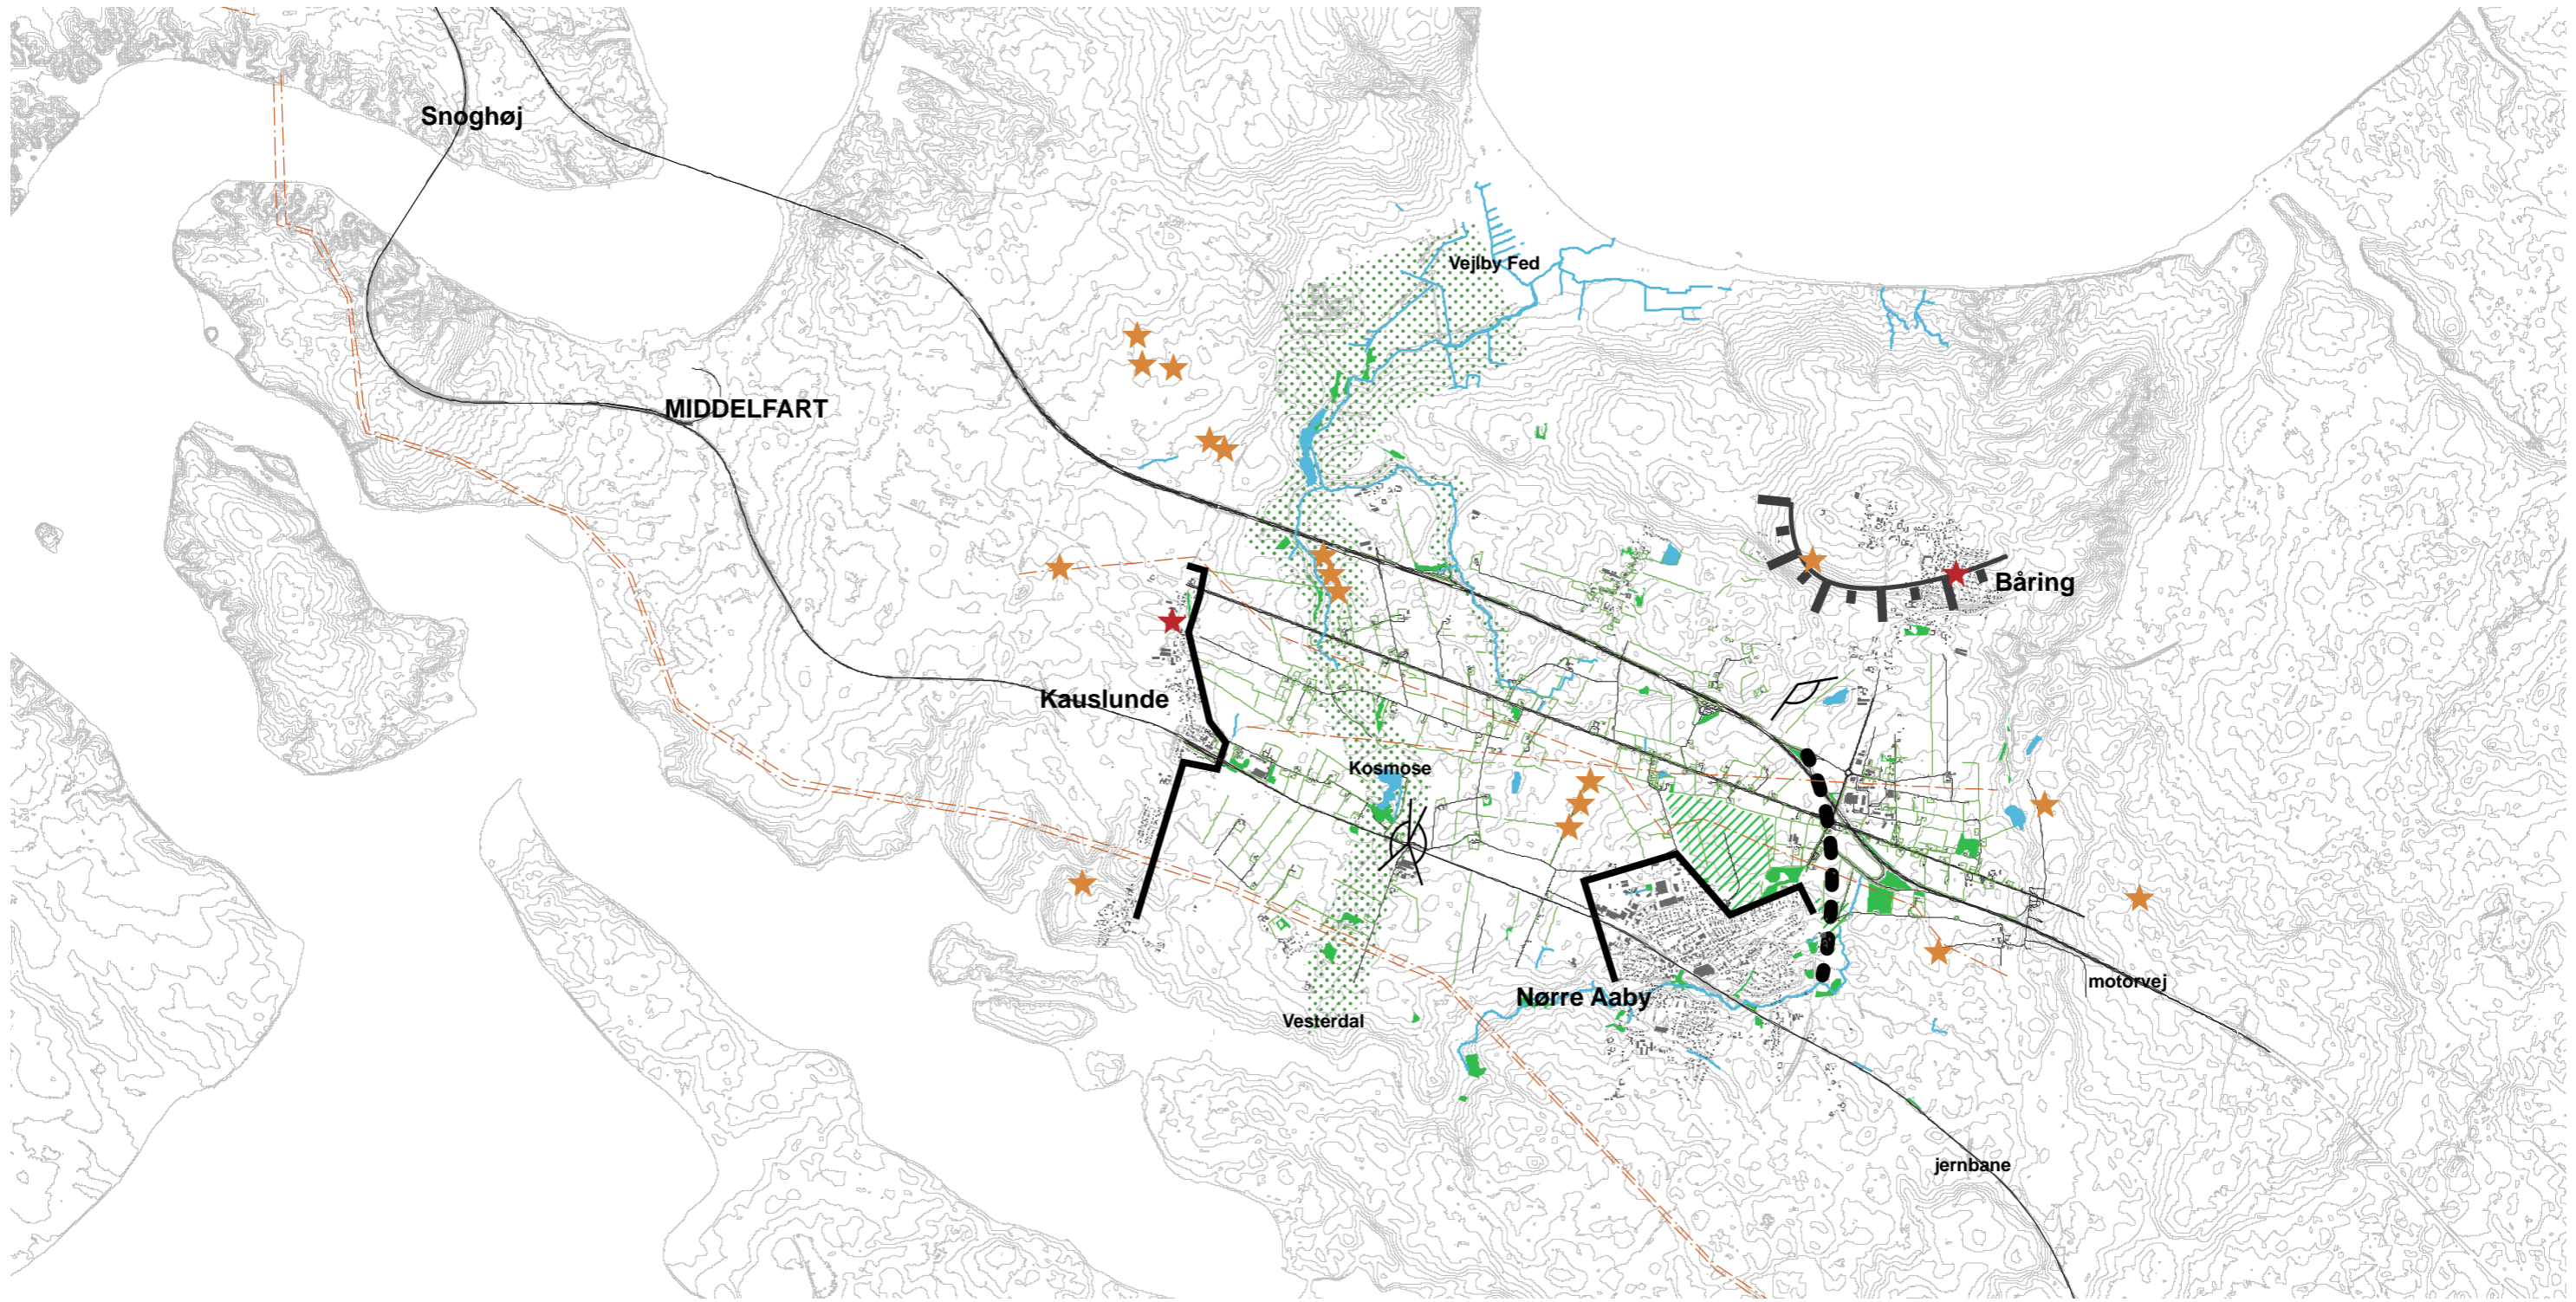 Snoghøj
Vejlby Fed
MIDDELFART
Båring
Kauslunde
Kosmose
motorvej
Nørre Aaby
Vesterdal
jernbane